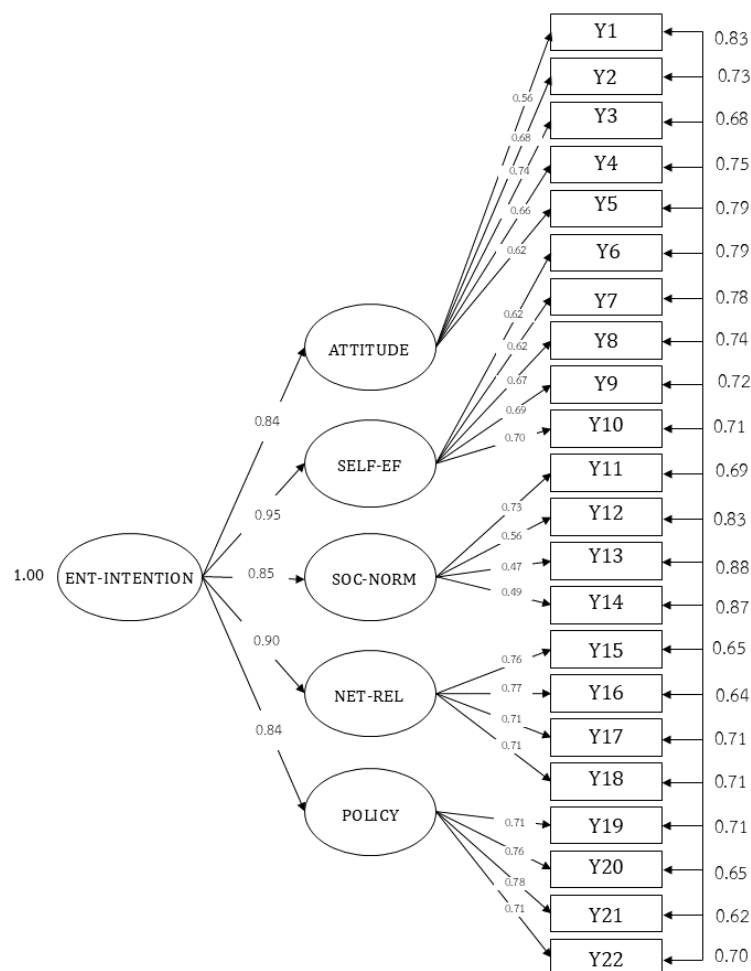 Y1 0.83
Y2 0.73
Y3 0.68
Y4 0.75
Y5 0.79
Y6 0.79
Y7 0.78
Y8 0.74
Y9 0.72
Y10 0.71
Y11 0.69
Y12 0.83
Y13 0.88
Y14 0.87
Y15 0.65
Y16 0.64
Y17 0.71
Y18 0.71
Y19 0.71
Y20 0.65
Y21 0.62
Y22 0.70
0.56
0.68
0.74
0.66
0.62
0.62
0.62
0.67
0.69
0.70
0.73
0.56
0.47
0.49
0.76
0.77
0.71
0.71
0.71
0.76
0.78
0.71
ATTITUDE
SELF-EF
SOC-NORM
NET-REL
POLICY
0.84
0.95
0.85
0.90
0.84
1.00 ENT-INTENTION